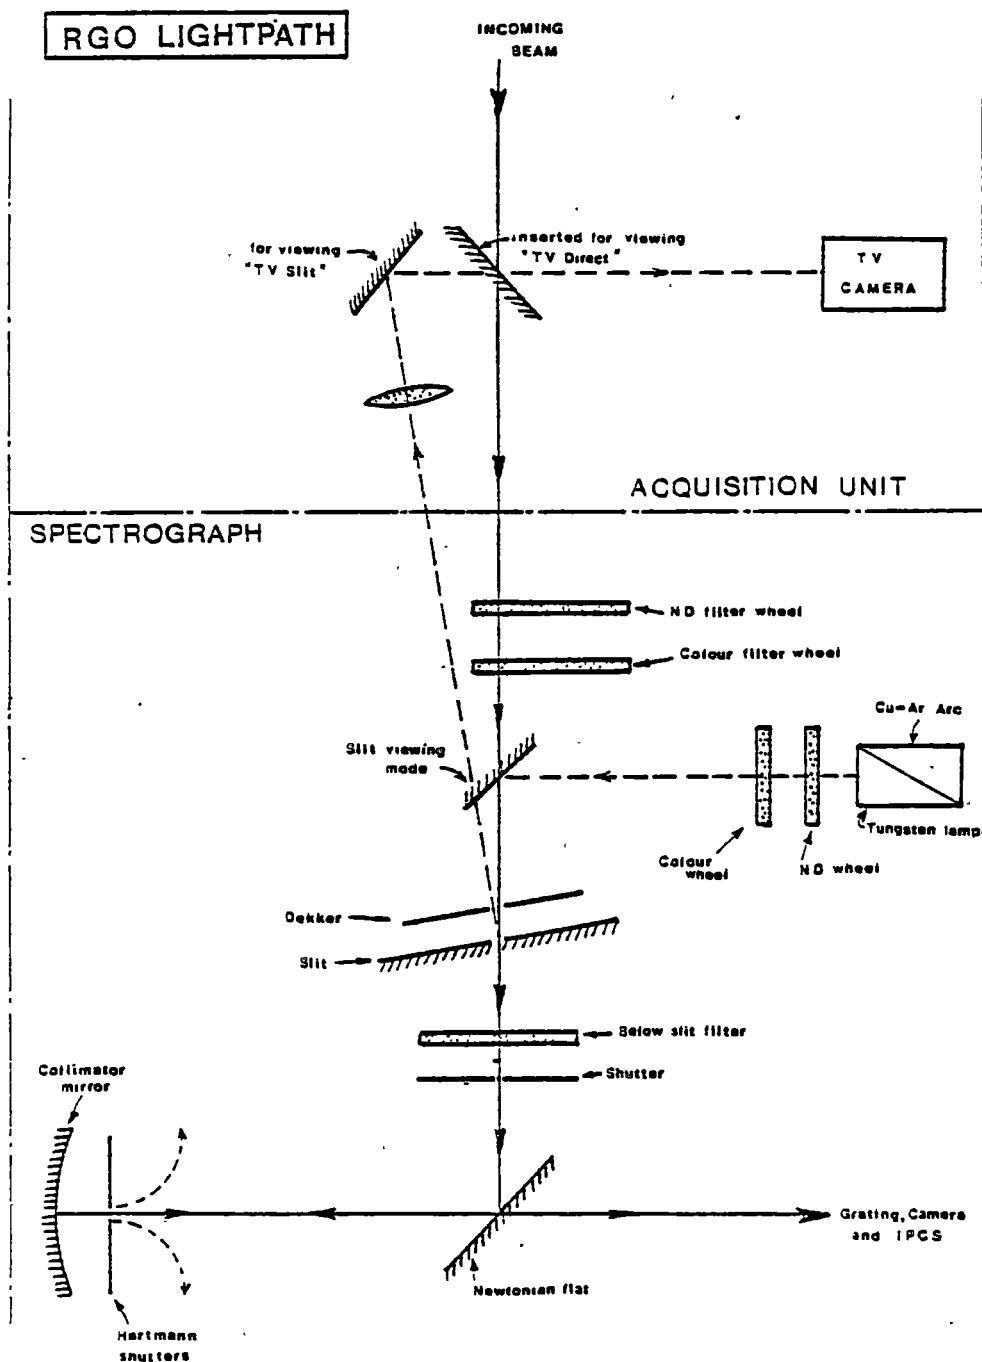 RGO LIGHTPATH
INCOMING
BEAM
for viewing
"TV Slit"
inserted for viewing
"TV Direct"
TV
CAMERA
ACQUISITION UNIT
SPECTROGRAPH
ND filter wheel
Colour filter wheel
Cu-Ar Arc
Slit viewing
mode
Tungsten lamp
Colour
wheel
ND wheel
Dekker
Slit
Below slit filter
Shutter
Collimator
mirror
Grating, Camera
and IPCS
Newtonian flat
Hartmann
shutters